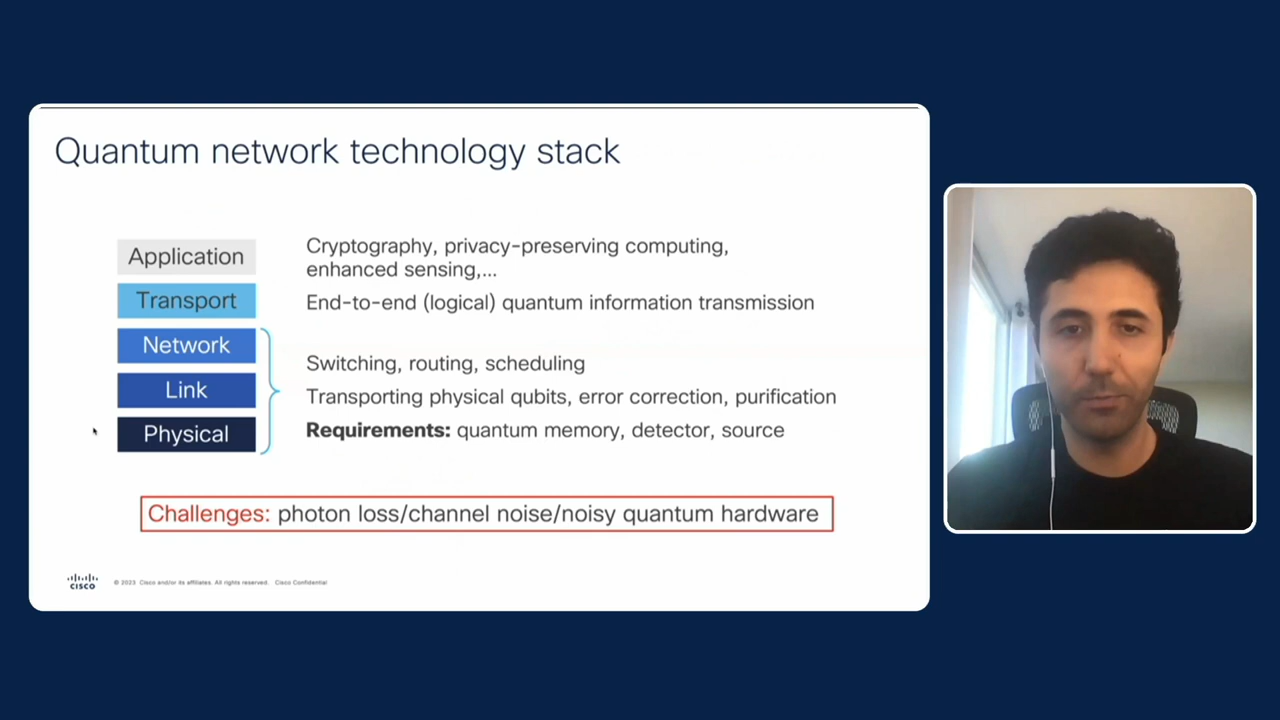 Quantum network technology stack
Application
Cryptography, privacy-preserving computing,
enhanced sensing,...
Transport
End-to-end (logical) quantum information transmission
Network
Switching, routing, scheduling
Link
Transporting physical qubits, error correction, purification
Physical
Requirements: quantum memory, detector, source
Challenges: photon loss/channel noise/noisy quantum hardware
CISCO
© 2023 Cisco and/or its affiliates. All rights reserved. Cisco Confidential